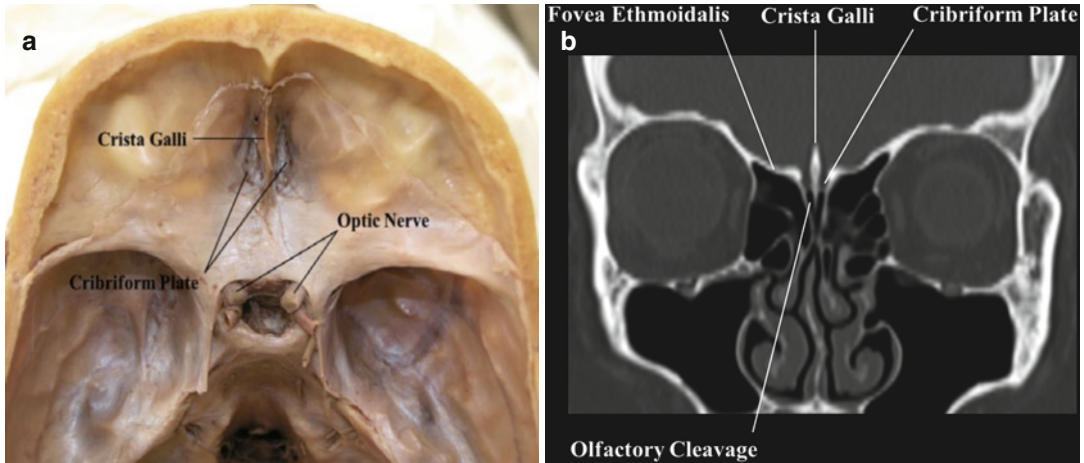 a
Crista Galli
Optic Nerve
Cribriform Plate
b
Fovea Ethmoidalis
Crista Galli
Cribriform Plate
Olfactory Cleavage